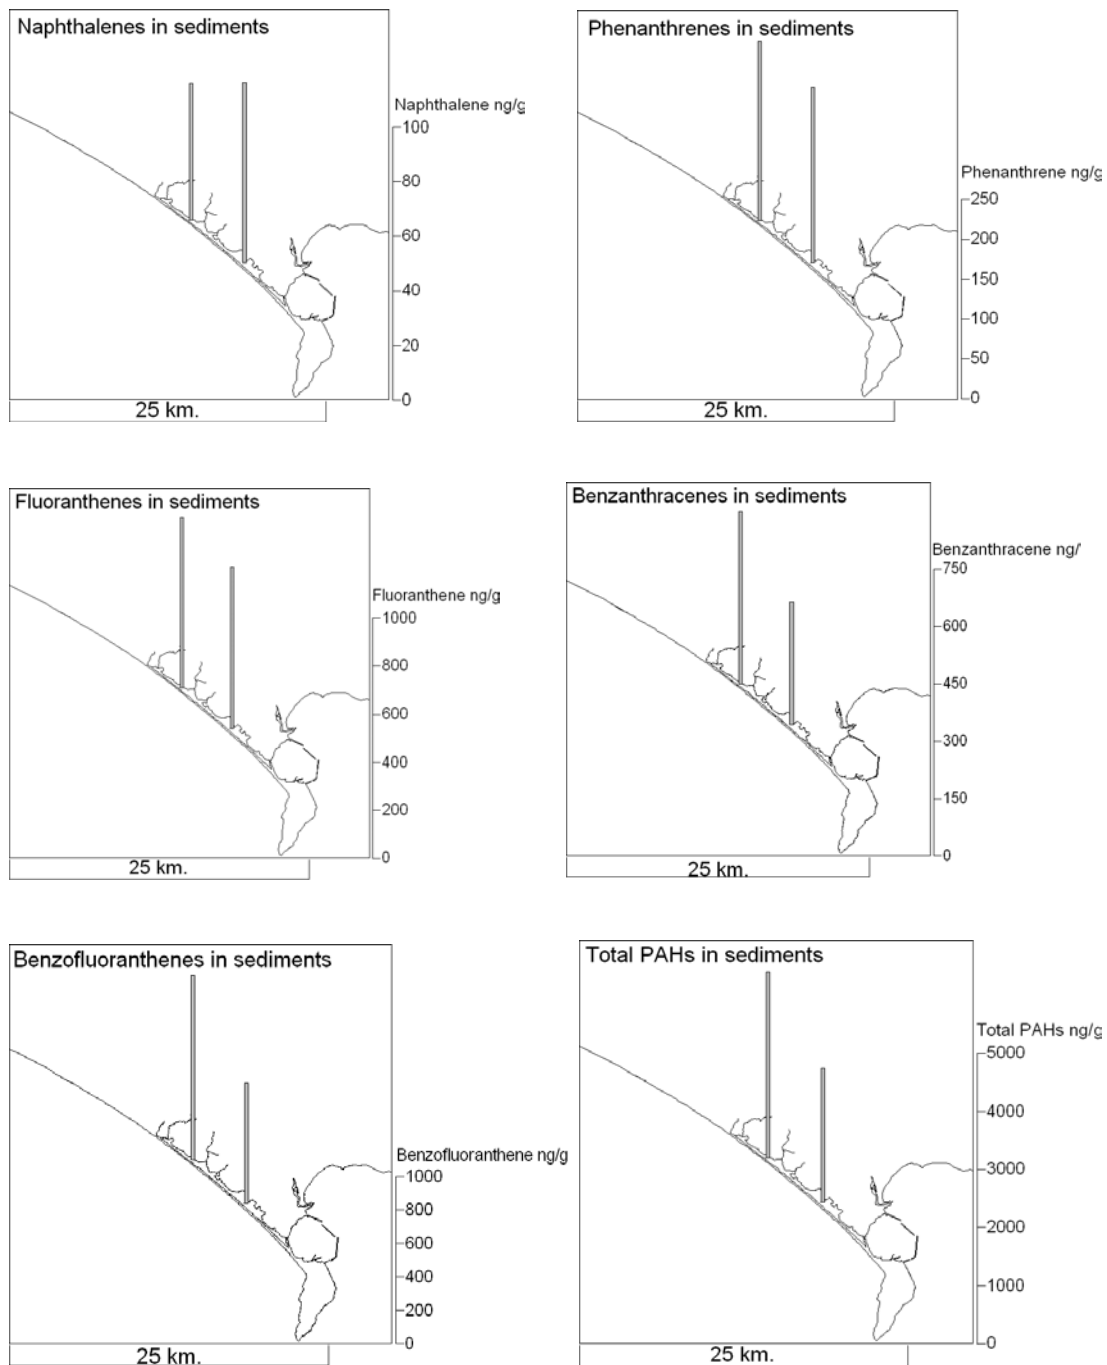 Naphthalenes in sediments
Naphthalene ng/g
100
80
60
40
20
0
25 km.
Phenanthrenes in sediments
Phenanthrene ng/g
250
200
150
100
50
0
25 km.
Fluoranthenes in sediments
Fluoranthene ng/g
1000
800
600
400
200
0
25 km.
Benzanthracenes in sediments
Benzanthracene ng/
750
600
450
300
150
0
25 km.
Benzofluoranthenes in sediments
Benzofluoranthene ng/g
1000
800
600
400
200
0
25 km.
Total PAHs in sediments
Total PAHs ng/g
5000
4000
3000
2000
1000
0
25 km.